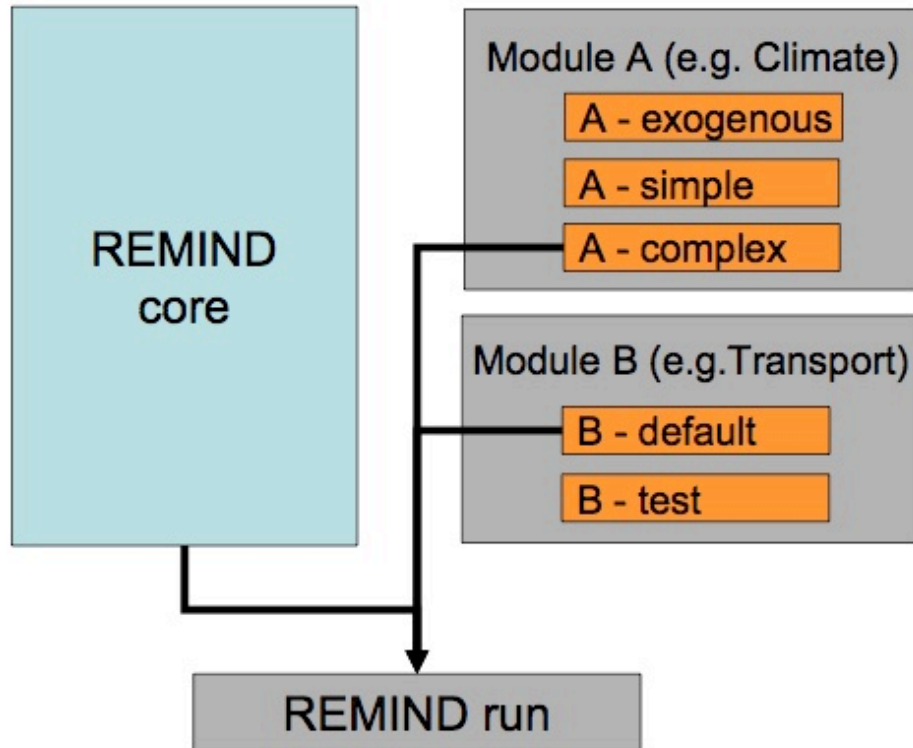 REMIND
core
Module A (e.g. Climate)
A - exogenous
A - simple
A - complex
Module B (e.g.Transport)
B - default
B - test
REMIND run